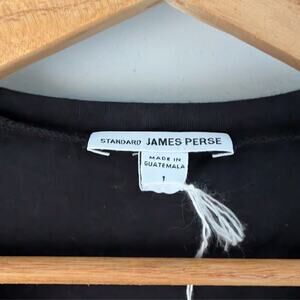 STANDARD JAMES PERSE
MADE IN
GUATEMALA
1